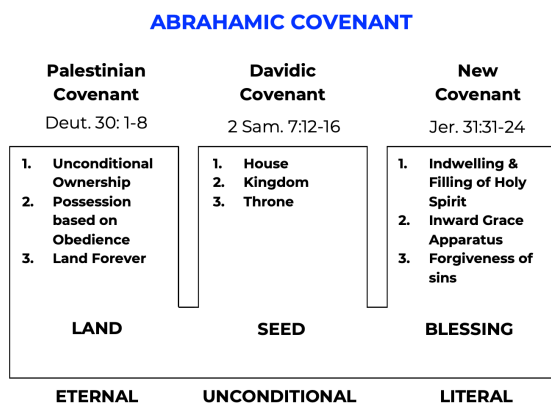 ABRAHAMIC COVENANT
Palestinian
Covenant
Deut. 30: 1-8
1. Unconditional
Ownership
2. Possession
based on
Obedience
3. Land Forever
LAND
Davidic
Covenant
2 Sam. 7:12-16
1. House
2. Kingdom
3. Throne
SEED
New
Covenant
Jer. 31:31-24
1. Indwelling &
Filling of Holy
Spirit
2. Inward Grace
Apparatus
3. Forgiveness of
sins
BLESSING
ETERNAL
UNCONDITIONAL
LITERAL